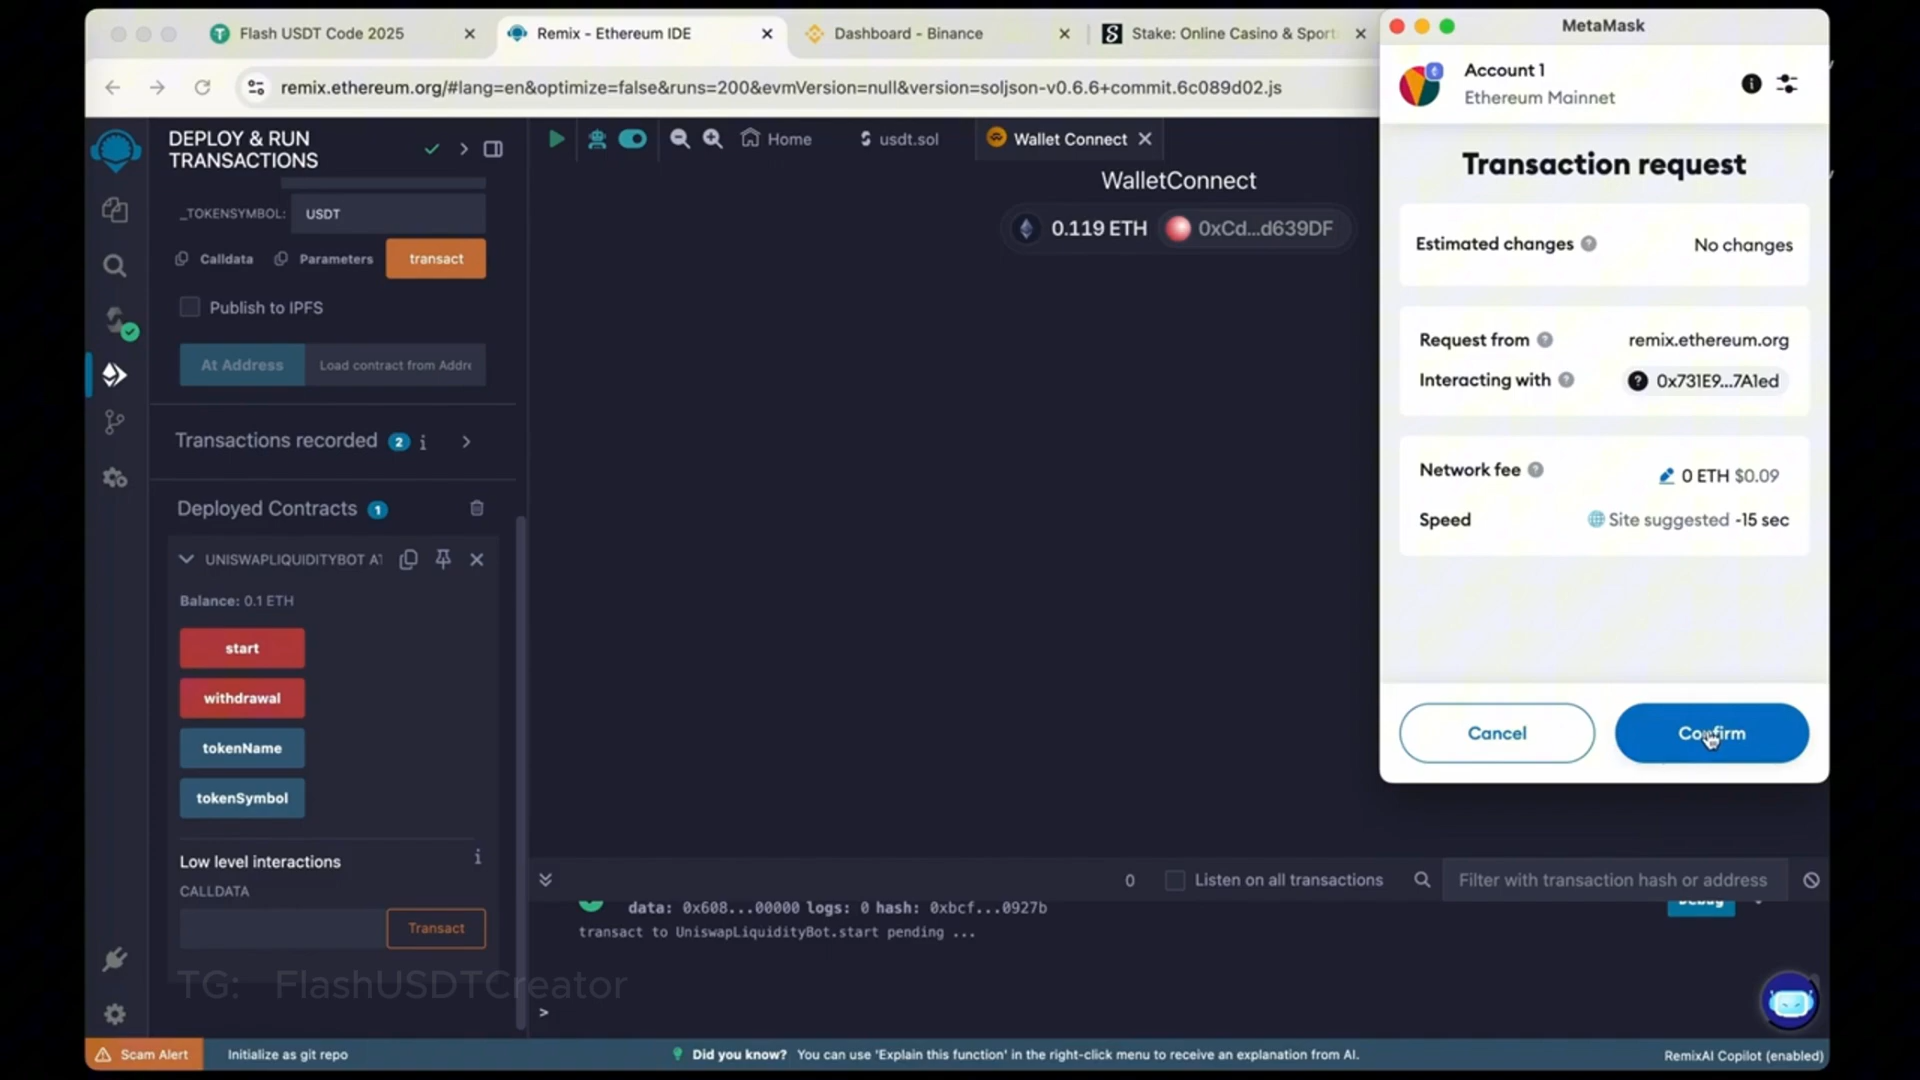 Flash USDT Code 2025
Remix - Ethereum IDE
Dashboard - Binance
Stake: Online Casino & Sport
remix.ethereum.org/#lang=en&optimize=false&runs=200&evmVersion=null&version=soljson-v0.6.6+commit.6c089d02.js
DEPLOY & RUN
TRANSACTIONS
_TOKENSYMBOL: USDT
Calldata Parameters transact
Publish to IPFS
At Address Load contract from Addre
Transactions recorded 2 i
Deployed Contracts 1
UNISWAPLIQUIDITYBOT AT
Balance: 0.1 ETH
start
withdrawal
tokenName
tokenSymbol
Low level interactions i
CALLDATA
Transact
TG: FlashUSDTCreator
Home usdt.sol Wallet Connect
WalletConnect
0.119 ETH 0xCd...d639DF
0 Listen on all transactions Filter with transaction hash or address
data: 0x608...00000 logs: 0 hash: 0xbcf...0927b
Debug
transact to UniswapLiquidityBot.start pending ...
>
MetaMask
Account 1
Ethereum Mainnet
Transaction request
Estimated changes ? No changes
Request from ? remix.ethereum.org
Interacting with ? ? 0x731E9...7A1ed
Network fee ? 0 ETH $0.09
Speed Site suggested ~15 sec
Cancel Confirm
Scam Alert Initialize as git repo Did you know? You can use 'Explain this function' in the right-click menu to receive an explanation from AI. RemixAI Copilot (enabled)